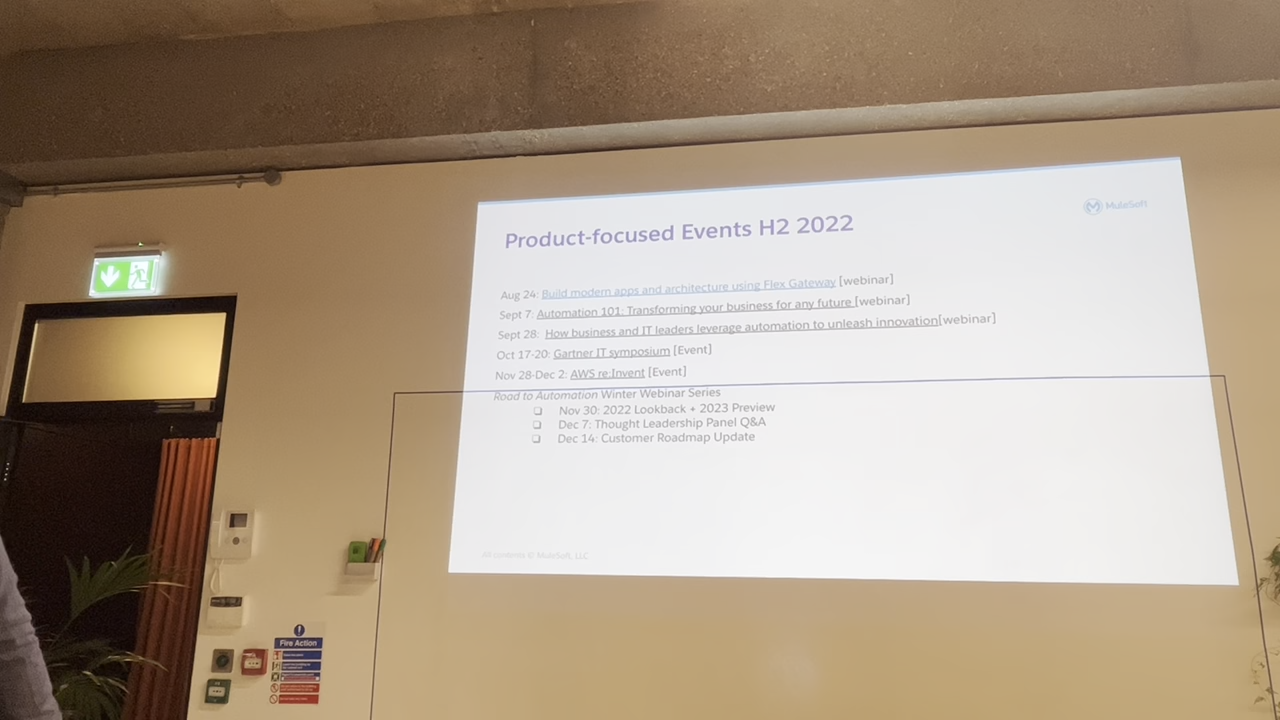 Product-focused Events H2 2022
MuleSoft
Aug 24: Build modern apps and architecture using Flex Gateway [webinar]
Sept 7: Automation 101: Transforming your business for any future [webinar]
Sept 28: How business and IT leaders leverage automation to unleash innovation[webinar]
Oct 17-20: Gartner IT symposium [Event]
Nov 28-Dec 2: AWS re:Invent [Event]
Road to Automation Winter Webinar Series
❑ Nov 30: 2022 Lookback + 2023 Preview
❑ Dec 7: Thought Leadership Panel Q&A
❑ Dec 14: Customer Roadmap Update
All contents © MuleSoft, LLC
Fire Action